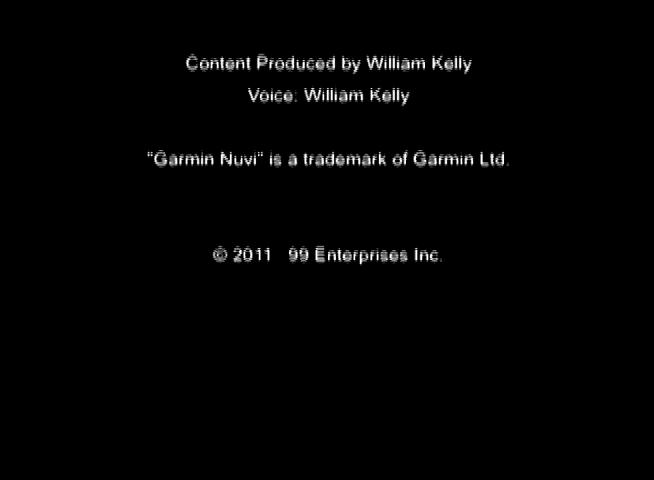 Content Produced by William Kelly
Voice: William Kelly
"Garmin Nuvi" is a trademark of Garmin Ltd.
© 2011 99 Enterprises Inc.